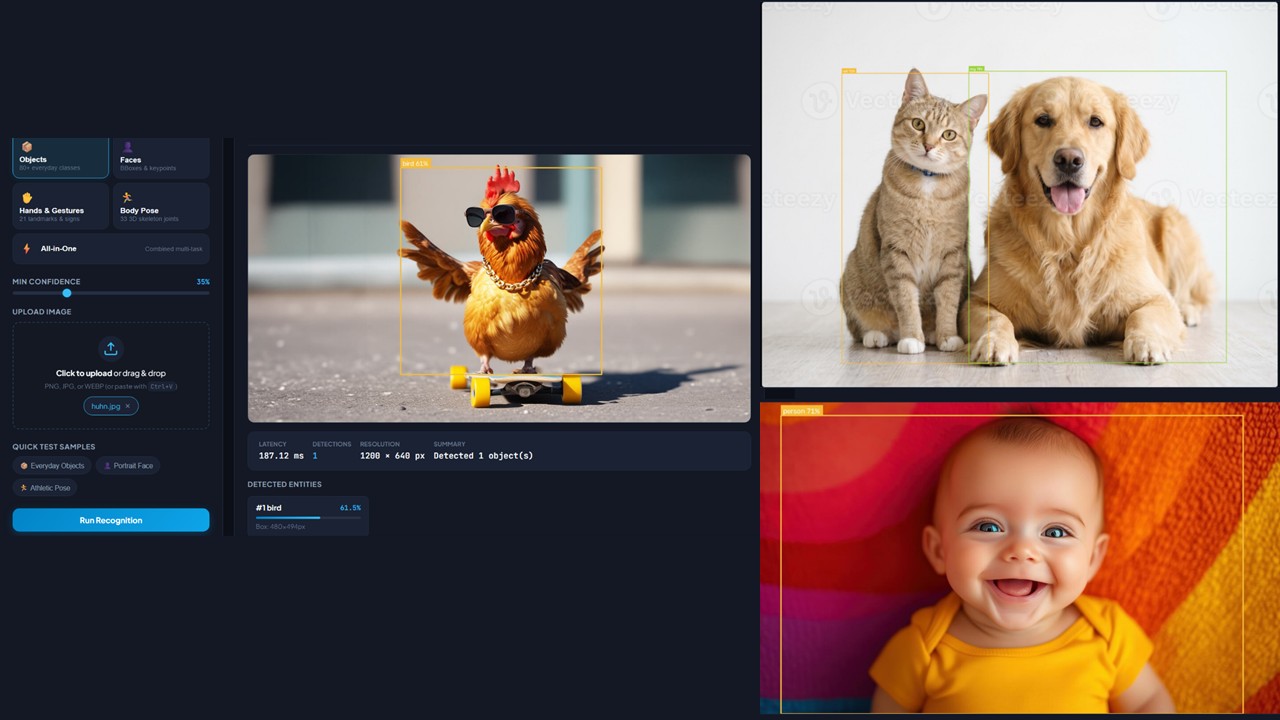 Objects
80+ everyday classes
Faces
BBoxes & keypoints
Hands & Gestures
21 landmarks & signs
Body Pose
33 3D skeleton joints
All-in-One
Combined multi-task
MIN CONFIDENCE
35%
UPLOAD IMAGE
Click to upload or drag & drop
PNG, JPG, or WEBP (or paste with Ctrl+V)
huhn.jpg ×
QUICK TEST SAMPLES
Everyday Objects
Portrait Face
Athletic Pose
Run Recognition
bird 61%
LATENCY
187.12 ms
DETECTIONS
1
RESOLUTION
1200 × 640 px
SUMMARY
Detected 1 object(s)
DETECTED ENTITIES
#1 bird
61.5%
Box: 480×494px
Vecteezy
person 71%